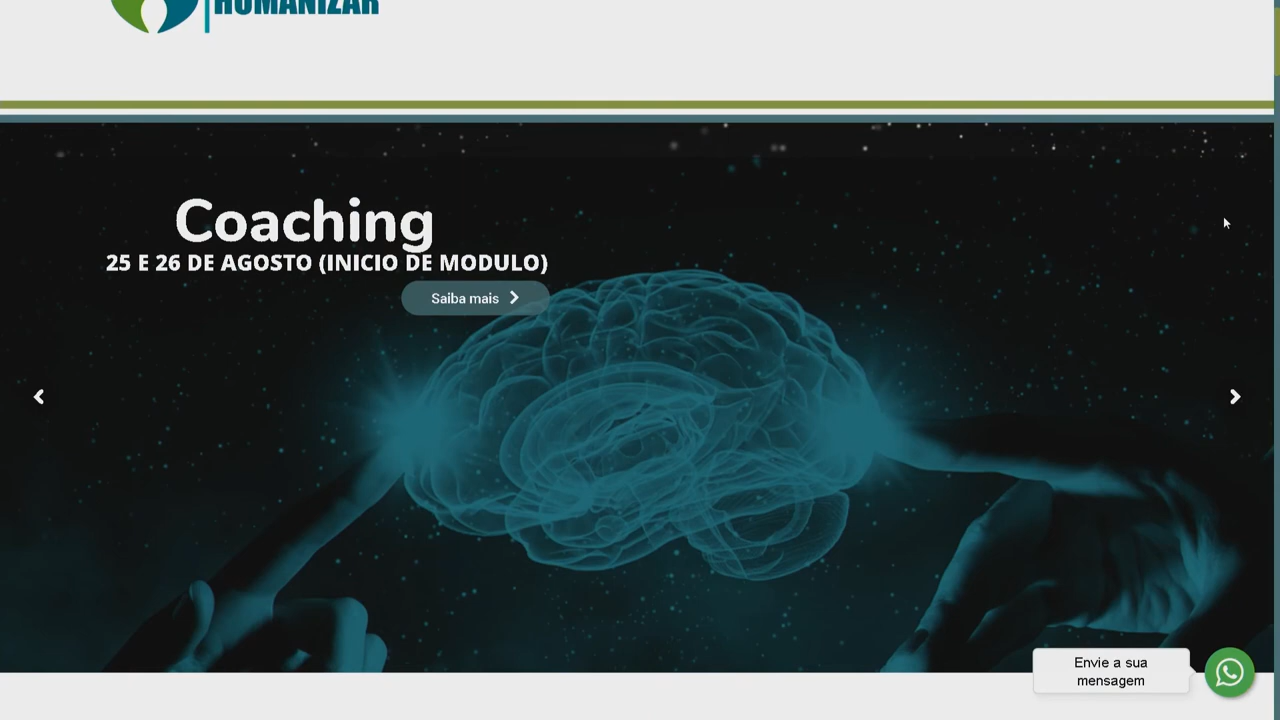 HUMANIZAR
Coaching
25 E 26 DE AGOSTO (INICIO DE MODULO)
Saiba mais
Envie a sua
mensagem